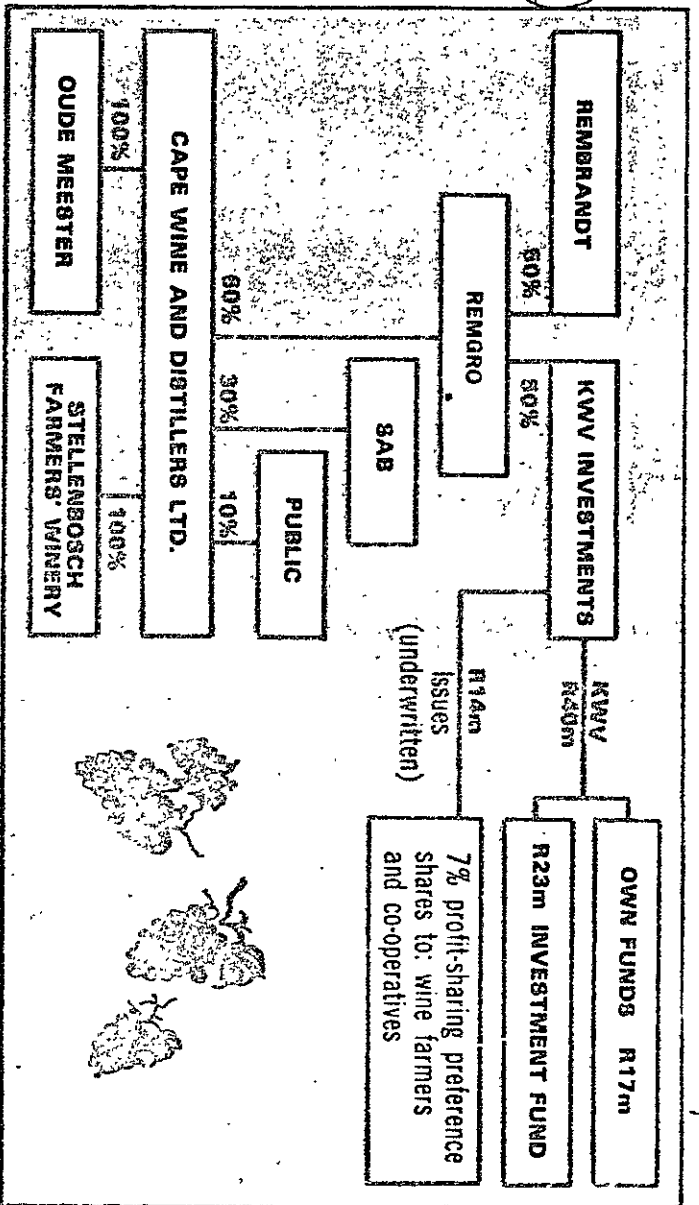 REMBRANDT
KWV INVESTMENTS
KWV
R40m
OWN FUNDS R17m
R23m INVESTMENT FUND
50%
50%
REMGRO
R14m
Issues
(underwritten)
7% profit-sharing preference
shares to: wine farmers
and co-operatives
SAB
PUBLIC
60%
30%
10%
CAPE WINE AND DISTILLERS LTD.
100%
100%
OUDE MEESTER
STELLENBOSCH
FARMERS' WINERY